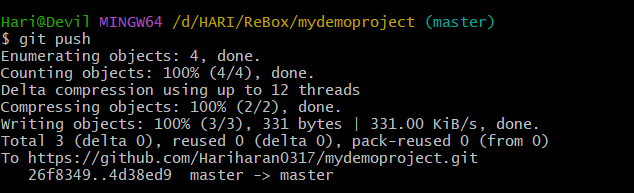 Hari@Devil MINGW64 /d/HARI/ReBox/mydemoproject (master)
$ git push
Enumerating objects: 4, done.
Counting objects: 100% (4/4), done.
Delta compression using up to 12 threads
Compressing objects: 100% (2/2), done.
Writing objects: 100% (3/3), 331 bytes | 331.00 KiB/s, done.
Total 3 (delta 0), reused 0 (delta 0), pack-reused 0 (from 0)
To https://github.com/Hariharan0317/mydemoproject.git
   26f8349..4d38ed9  master -> master